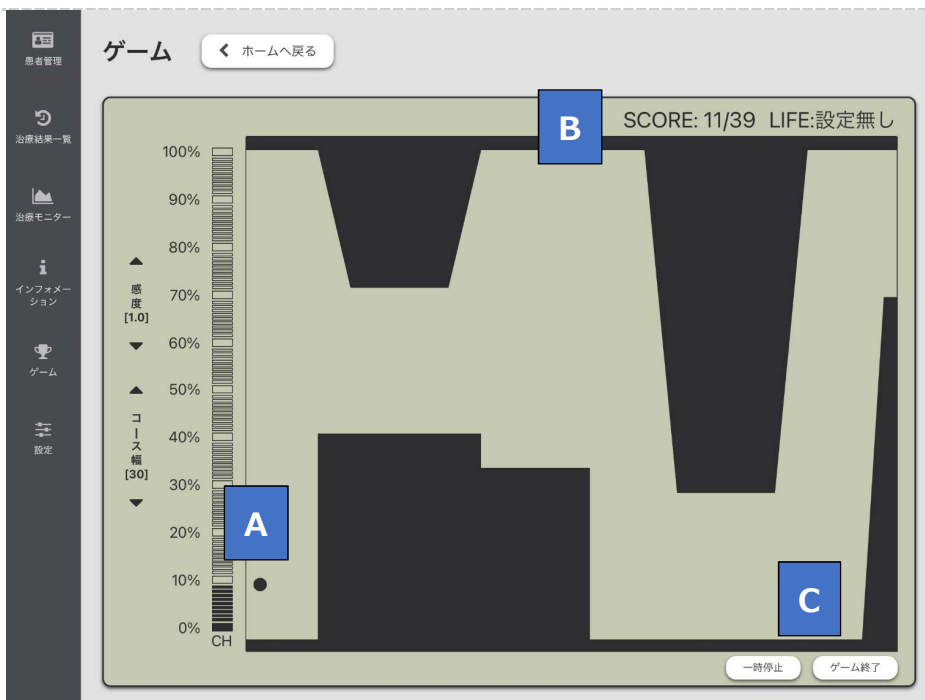 患者管理
治療結果一覧
治療モニター
インフォメー
ション
ゲーム
設定
ゲーム
ホームへ戻る
SCORE: 11/39 LIFE:設定無し
B
100%
90%
80%
70%
60%
50%
40%
30%
20%
10%
0%
CH
感度
[1.0]
コース幅
[30]
A
C
一時停止
ゲーム終了